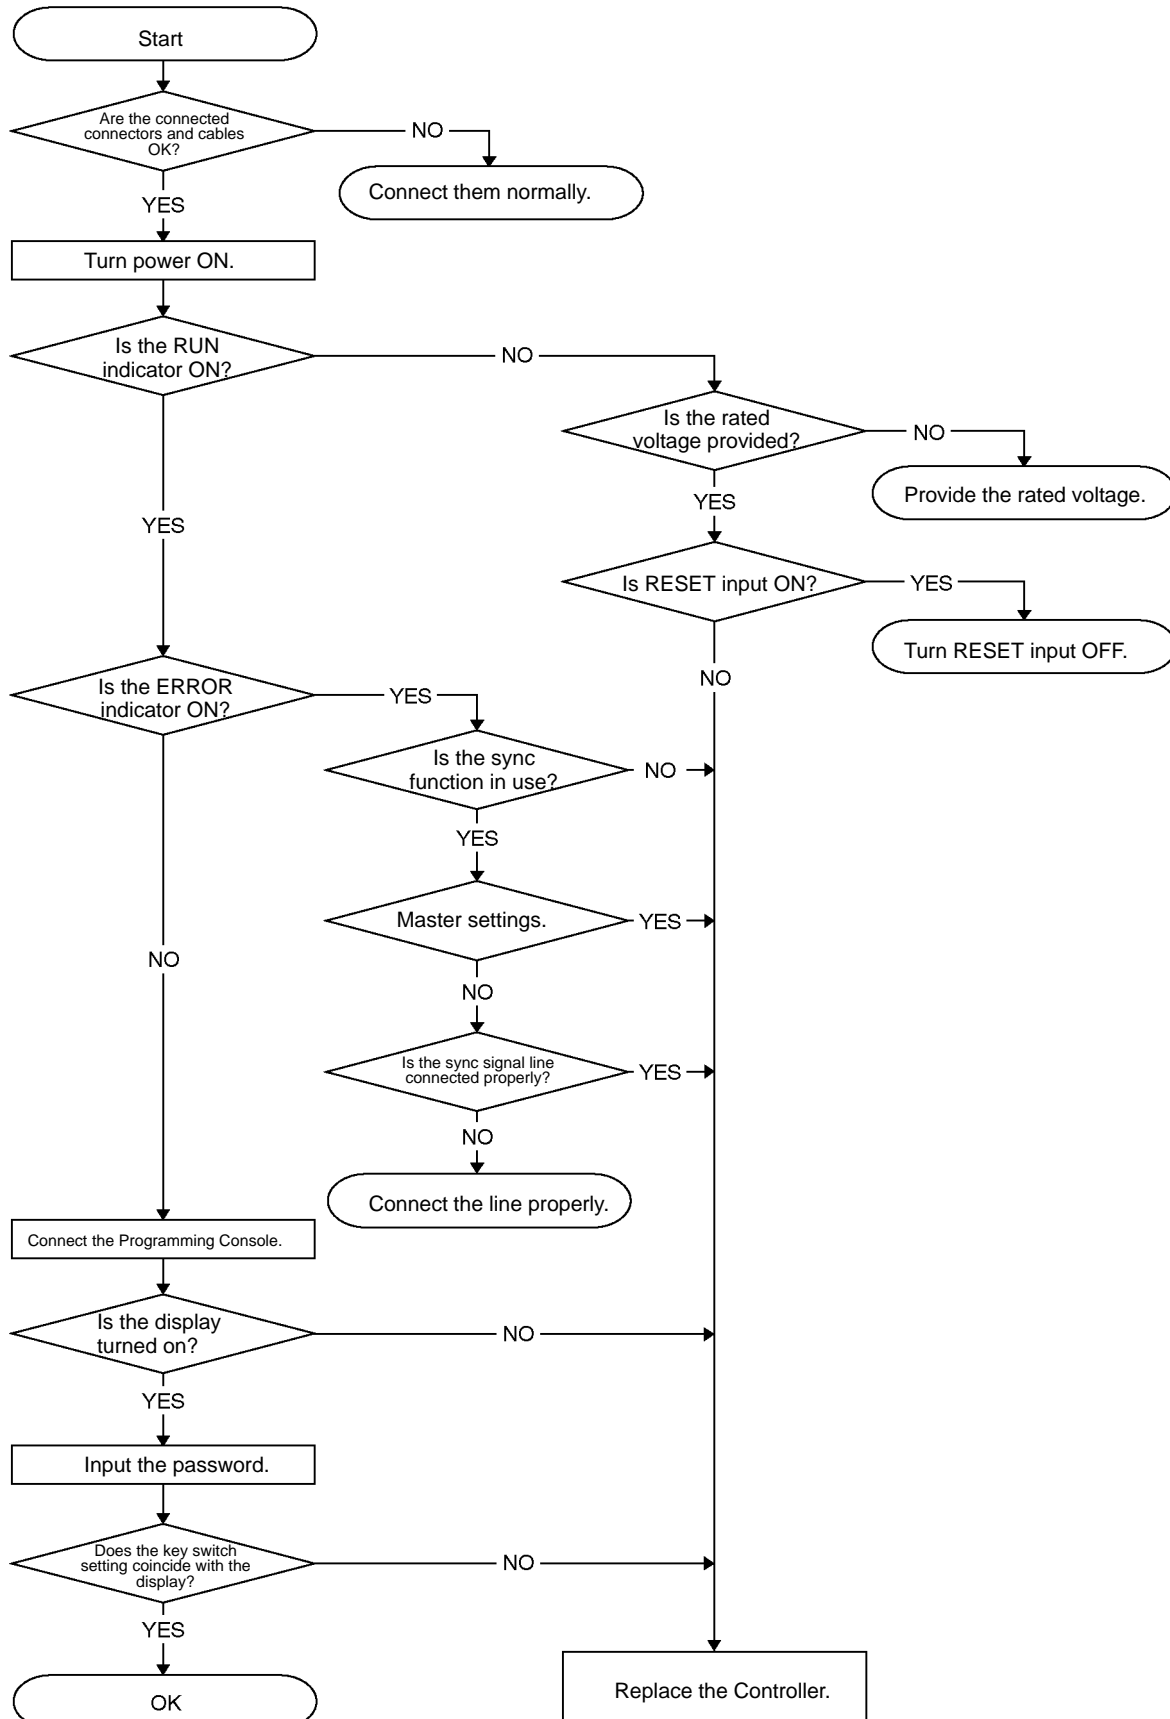 Start
Are the connected
connectors and cables
OK?
NO
Connect them normally.
YES
Turn power ON.
Is the RUN
indicator ON?
NO
Is the rated
voltage provided?
NO
Provide the rated voltage.
YES
YES
Is RESET input ON?
YES
Turn RESET input OFF.
NO
Is the ERROR
indicator ON?
YES
Is the sync
function in use?
NO
YES
Master settings.
YES
NO
NO
Is the sync signal line
connected properly?
YES
NO
Connect the line properly.
Connect the Programming Console.
Is the display
turned on?
NO
YES
Input the password.
Does the key switch
setting coincide with the
display?
NO
YES
OK
Replace the Controller.